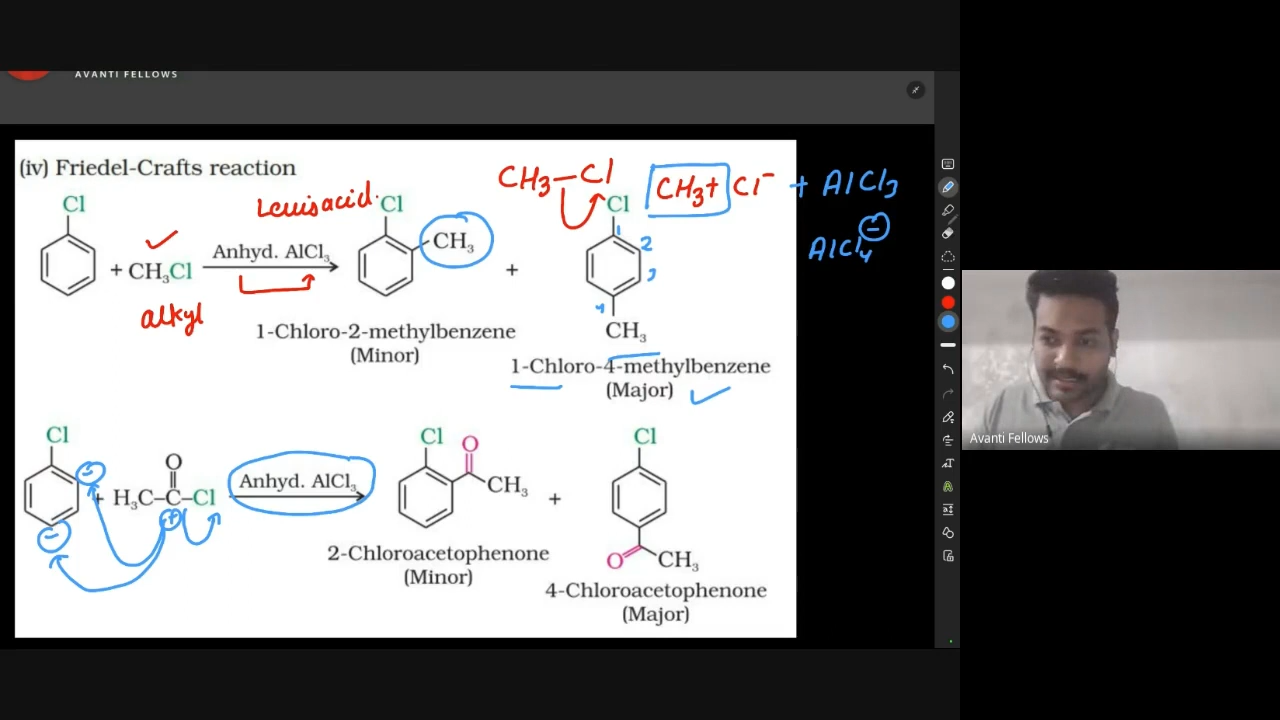 AVANTI FELLOWS
(iv) Friedel-Crafts reaction
CH3–Cl
CH3+ Cl⁻ + AlCl3
AlCl4 ⊖
Lewis acid.
Cl
Cl
Cl
1
2
3
4
+ CH₃Cl
Anhyd. AlCl₃
CH₃
+
alkyl
CH₃
1-Chloro-2-methylbenzene
(Minor)
1-Chloro-4-methylbenzene
(Major)
Cl
Cl
O
Cl
O
–
+ H₃C–C–Cl
Anhyd. AlCl₃
CH₃
+
+
–
O
CH₃
2-Chloroacetophenone
(Minor)
4-Chloroacetophenone
(Major)
Avanti Fellows